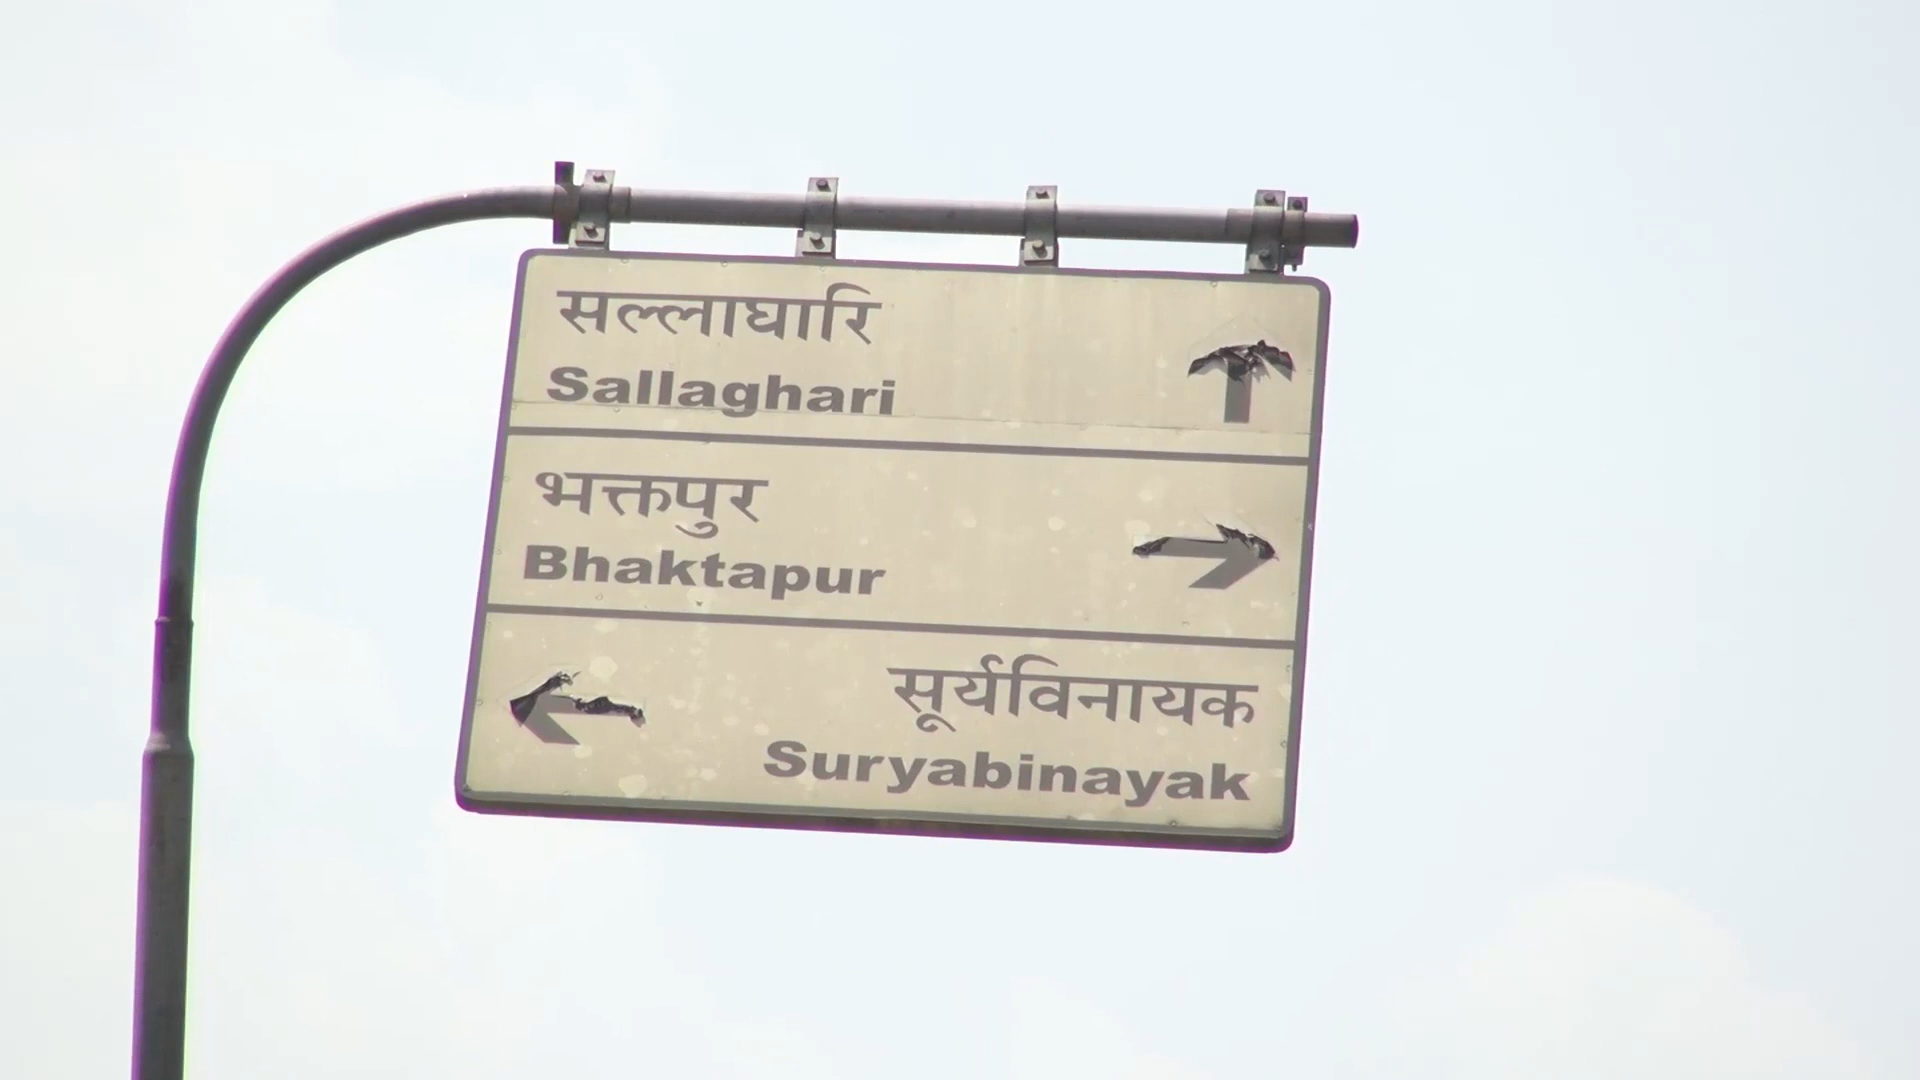 सल्लाघारि
Sallaghari
भक्तपुर
Bhaktapur
सूर्यविनायक
Suryabinayak